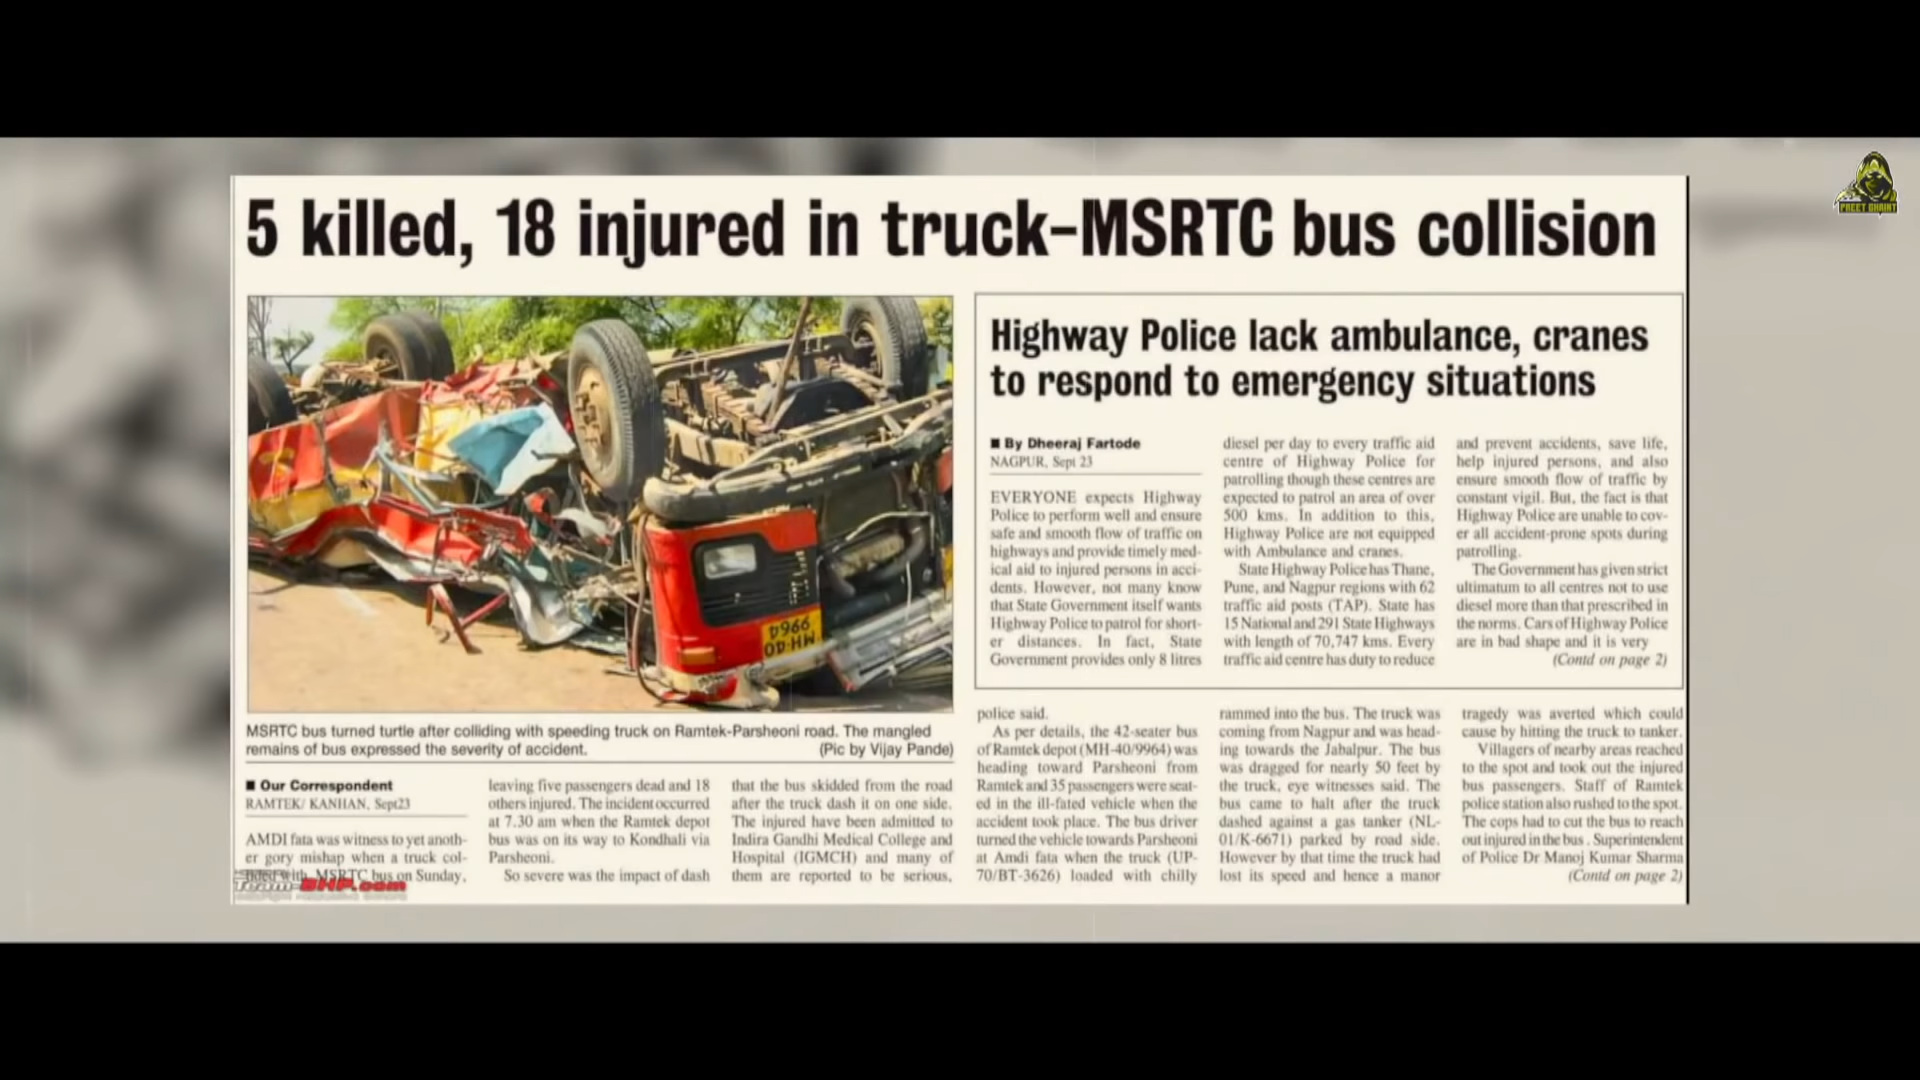 5 killed, 18 injured in truck-MSRTC bus collision
MH-40
9964
MSRTC bus turned turtle after colliding with speeding truck on Ramtek-Parsheoni road. The mangled
remains of bus expressed the severity of accident. (Pic by Vijay Pande)
■ Our Correspondent
RAMTEK/ KANHAN, Sept23
AMDI fata was witness to yet anoth-
er gory mishap when a truck col-
lided with MSRTC bus on Sunday,
leaving five passengers dead and 18
others injured. The incident occurred
at 7.30 am when the Ramtek depot
bus was on its way to Kondhali via
Parsheoni.
So severe was the impact of dash
that the bus skidded from the road
after the truck dash it on one side.
The injured have been admitted to
Indira Gandhi Medical College and
Hospital (IGMCH) and many of
them are reported to be serious,
police said.
As per details, the 42-seater bus
of Ramtek depot (MH-40/9964) was
heading toward Parsheoni from
Ramtek and 35 passengers were seat-
ed in the ill-fated vehicle when the
accident took place. The bus driver
turned the vehicle towards Parsheoni
at Amdi fata when the truck (UP-
70/BT-3626) loaded with chilly
rammed into the bus. The truck was
coming from Nagpur and was head-
ing towards the Jabalpur. The bus
was dragged for nearly 50 feet by
the truck, eye witnesses said. The
bus came to halt after the truck
dashed against a gas tanker (NL-
01/K-6671) parked by road side.
However by that time the truck had
lost its speed and hence a manor
tragedy was averted which could
cause by hitting the truck to tanker.
Villagers of nearby areas reached
to the spot and took out the injured
bus passengers. Staff of Ramtek
police station also rushed to the spot.
The cops had to cut the bus to reach
out injured in the bus . Superintendent
of Police Dr Manoj Kumar Sharma
(Contd on page 2)
Highway Police lack ambulance, cranes
to respond to emergency situations
■ By Dheeraj Fartode
NAGPUR, Sept 23
EVERYONE expects Highway
Police to perform well and ensure
safe and smooth flow of traffic on
highways and provide timely med-
ical aid to injured persons in acci-
dents. However, not many know
that State Government itself wants
Highway Police to patrol for short-
er distances. In fact, State
Government provides only 8 litres
diesel per day to every traffic aid
centre of Highway Police for
patrolling though these centres are
expected to patrol an area of over
500 kms. In addition to this,
Highway Police are not equipped
with Ambulance and cranes.
State Highway Police has Thane,
Pune, and Nagpur regions with 62
traffic aid posts (TAP). State has
15 National and 291 State Highways
with length of 70,747 kms. Every
traffic aid centre has duty to reduce
and prevent accidents, save life,
help injured persons, and also
ensure smooth flow of traffic by
constant vigil. But, the fact is that
Highway Police are unable to cov-
er all accident-prone spots during
patrolling.
The Government has given strict
ultimatum to all centres not to use
diesel more than that prescribed in
the norms. Cars of Highway Police
are in bad shape and it is very
(Contd on page 2)
Team-BHP.com
PREET GHAINT